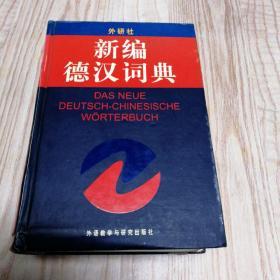 外研社
新编
德汉词典
DAS NEUE
DEUTSCH-CHINESISCHE
WÖRTERBUCH
外语教学与研究出版社